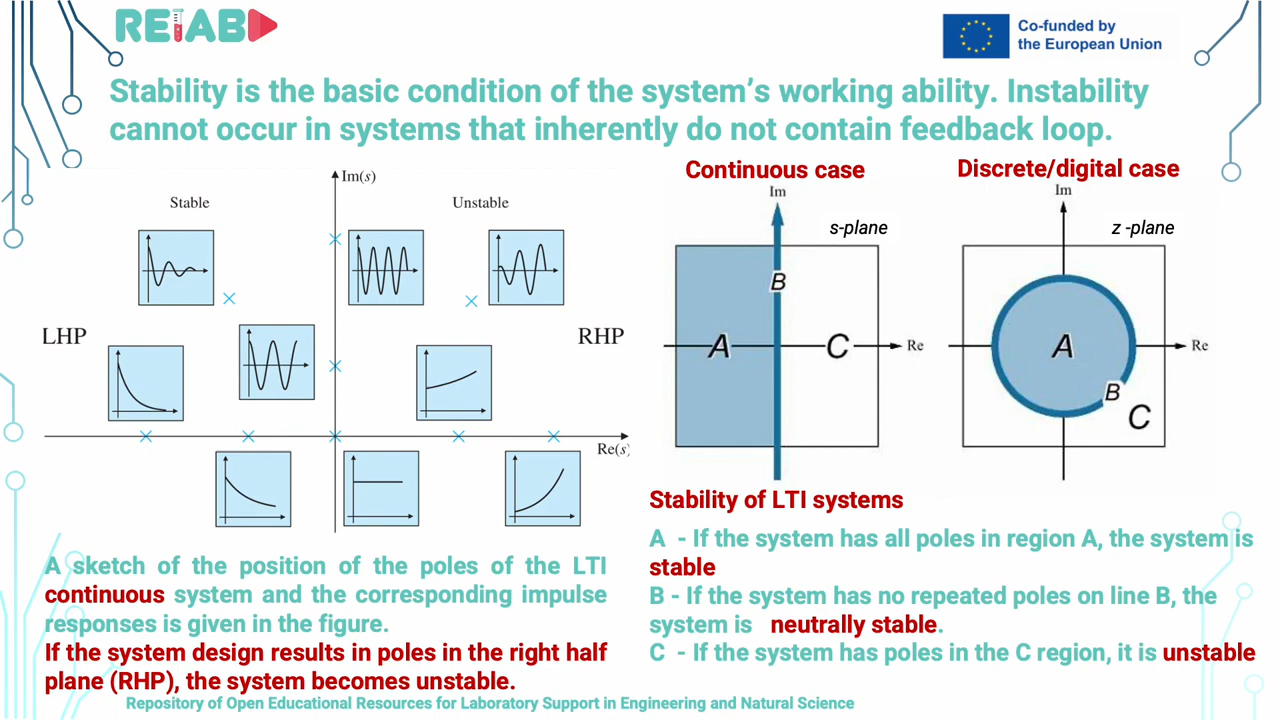 RELAB
Co-funded by
the European Union
Stability is the basic condition of the system's working ability. Instability
cannot occur in systems that inherently do not contain feedback loop.
Im(s)
Stable
Unstable
LHP
RHP
Re(s)
Continuous case
Im
s-plane
B
A
C
Re
Discrete/digital case
Im
z -plane
A
Re
B
C
A sketch of the position of the poles of the LTI
continuous system and the corresponding impulse
responses is given in the figure.
If the system design results in poles in the right half
plane (RHP), the system becomes unstable.
Stability of LTI systems
A - If the system has all poles in region A, the system is
stable
B - If the system has no repeated poles on line B, the
system is neutrally stable.
C - If the system has poles in the C region, it is unstable
Repository of Open Educational Resources for Laboratory Support in Engineering and Natural Science